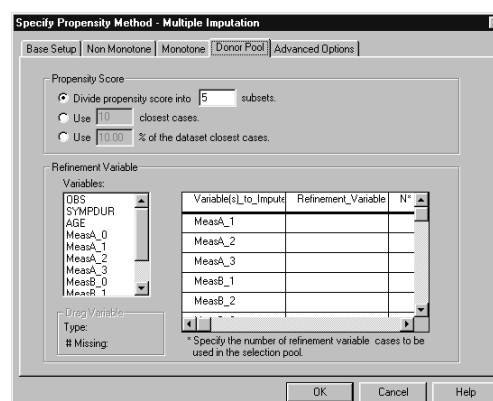 Specify Propensity Method - Multiple Imputation
Base Setup Non Monotone Monotone Donor Pool Advanced Options
Propensity Score
Divide propensity score into 5 subsets.
Use 10 closest cases.
Use 10.00 % of the dataset closest cases.
Refinement Variable
Variables:
OBS
SYMPDUR
AGE
MeasA_0
MeasA_1
MeasA_2
MeasA_3
MeasB_0
MeasB_1
Variable(s)_to_Impute Refinement_Variable N*
MeasA_1
MeasA_2
MeasA_3
MeasB_1
MeasB_2
Drag Variable
Type:
# Missing:
* Specify the number of refinement variable cases to be
used in the selection pool.
OK Cancel Help